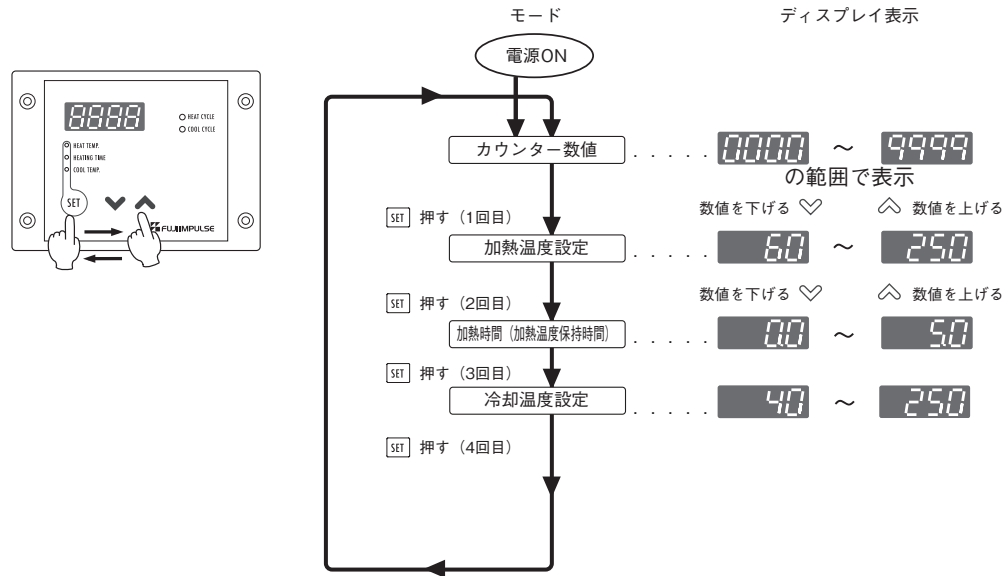 モード
ディスプレイ表示
電源ON
8888
HEAT CYCLE
COOL CYCLE
HEAT TEMP.
HEATING TIME
COOL TEMP.
SET
FUJIIMPULSE
カウンター数値 . . . . . 0000 ～ 9999
の範囲で表示
SET 押す（1回目）
数値を下げる 数値を上げる
加熱温度設定 . . . . . 60 ～ 250
SET 押す（2回目）
数値を下げる 数値を上げる
加熱時間（加熱温度保持時間） . . . . . 0.0 ～ 5.0
SET 押す（3回目）
冷却温度設定 . . . . . 40 ～ 250
SET 押す（4回目）